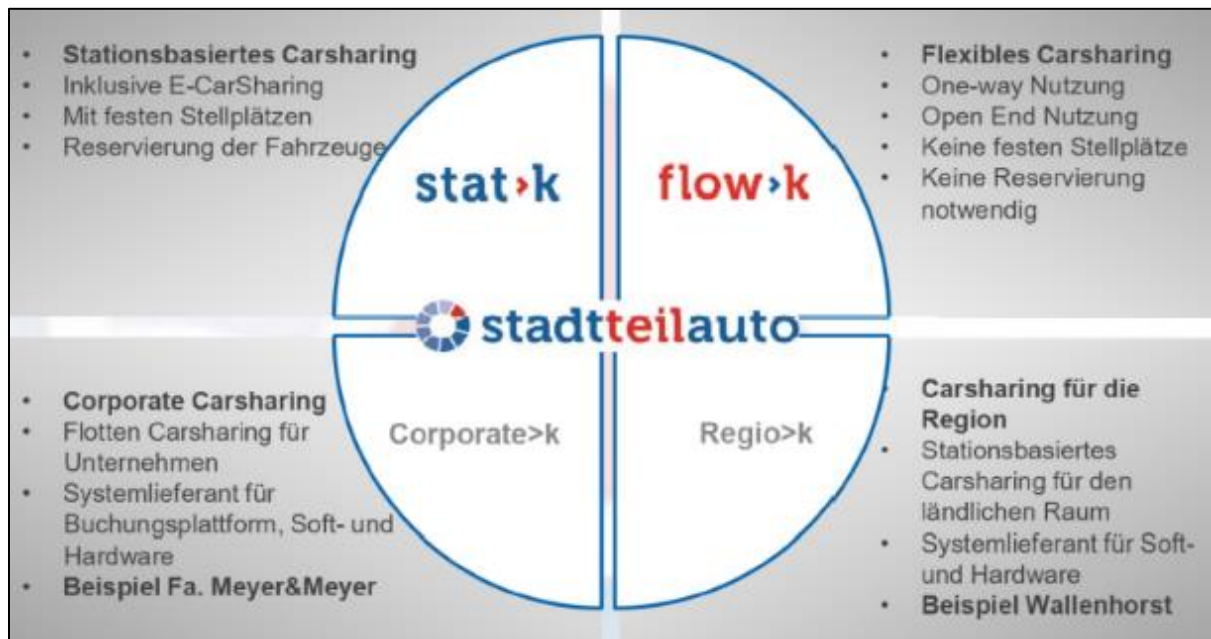 • Stationsbasiertes Carsharing
• Inklusive E-CarSharing
• Mit festen Stellplätzen
• Reservierung der Fahrzeuge
stat›k
• Flexibles Carsharing
• One-way Nutzung
• Open End Nutzung
• Keine festen Stellplätze
• Keine Reservierung
notwendig
flow›k
stadtteilauto
• Corporate Carsharing
• Flotten Carsharing für
Unternehmen
• Systemlieferant für
Buchungsplattform, Soft- und
Hardware
• Beispiel Fa. Meyer&Meyer
Corporate>k
Regio>k
• Carsharing für die
Region
• Stationsbasiertes
Carsharing für den
ländlichen Raum
• Systemlieferant für Soft-
und Hardware
• Beispiel Wallenhorst